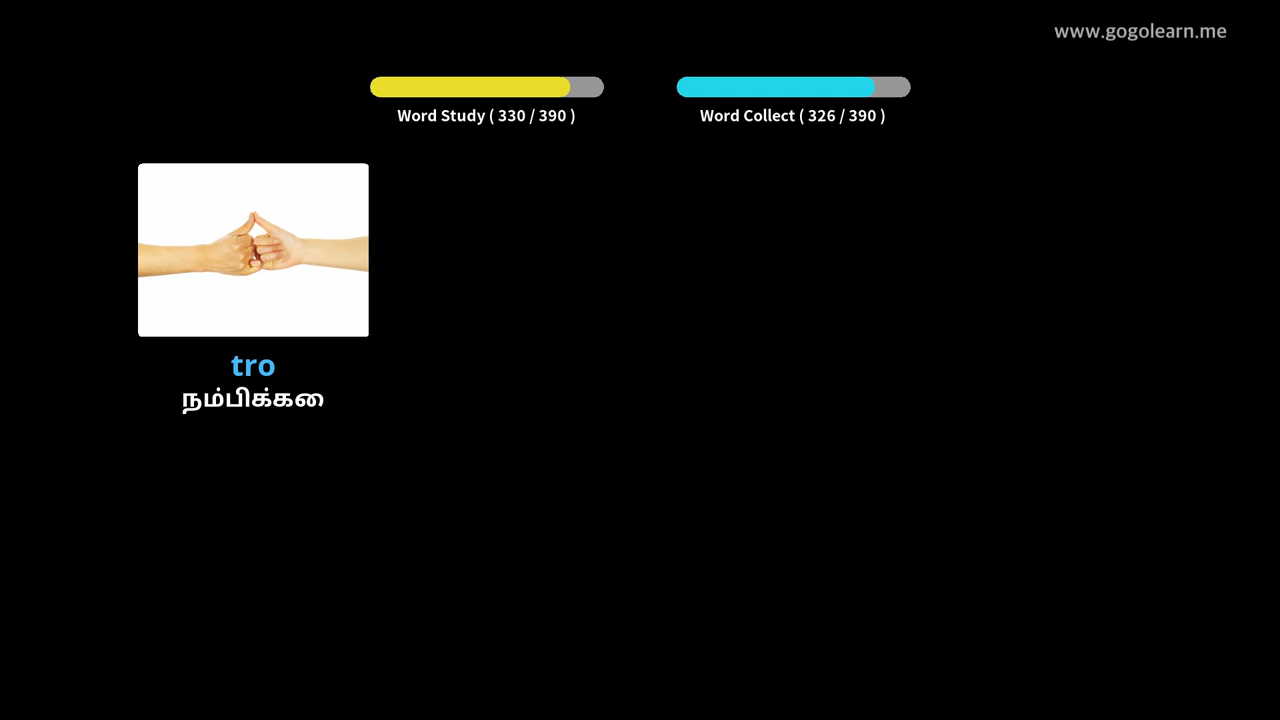 www.gogolearn.me
Word Study ( 330 / 390 )
Word Collect ( 326 / 390 )
tro
நம்பிக்கை